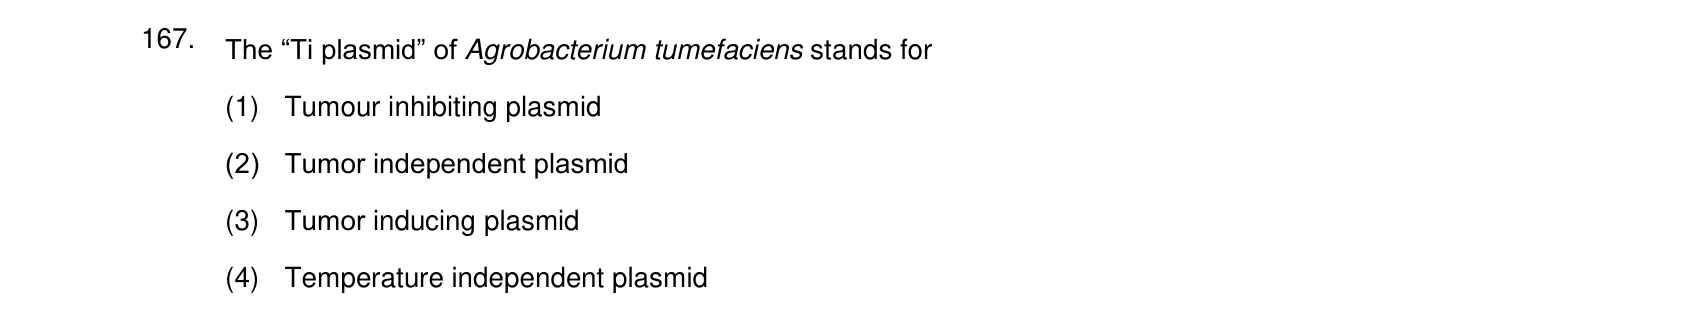 167. The “Ti plasmid” of Agrobacterium tumefaciens stands for
(1) Tumour inhibiting plasmid
(2) Tumor independent plasmid
(3) Tumor inducing plasmid
(4) Temperature independent plasmid